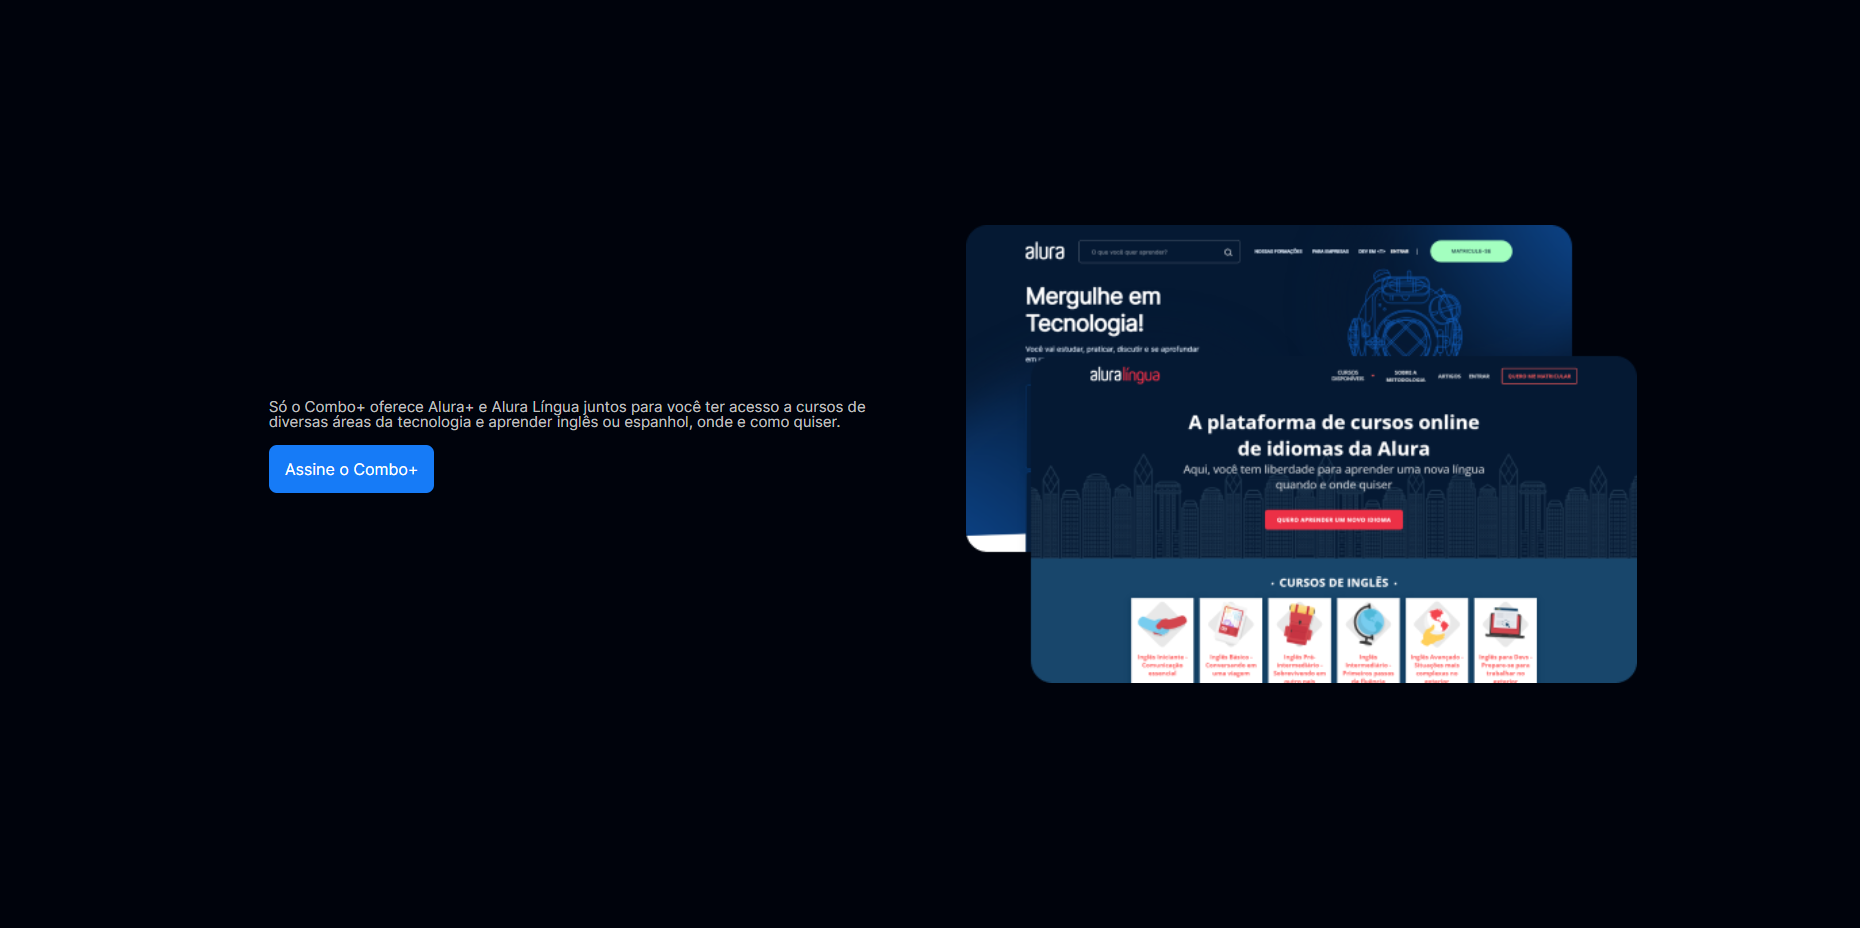 Só o Combo+ oferece Alura+ e Alura Língua juntos para você ter acesso a cursos de
diversas áreas da tecnologia e aprender inglês ou espanhol, onde e como quiser.
Assine o Combo+
alura
O que você quer aprender?
NOSSAS FORMAÇÕES
PARA EMPRESAS
DEV EM <T>
ENTRAR
MATRICULE-SE
Mergulhe em
Tecnologia!
Você vai estudar, praticar, discutir e se aprofundar
em
aluralíngua
CURSOS
DISPONÍVEIS
SOBRE A
METODOLOGIA
ARTIGOS
ENTRAR
QUERO ME MATRICULAR
A plataforma de cursos online
de idiomas da Alura
Aqui, você tem liberdade para aprender uma nova língua
quando e onde quiser
QUERO APRENDER UM NOVO IDIOMA
· CURSOS DE INGLÊS ·
Inglês Iniciante -
Comunicação
essencial
Inglês Básico -
Conversando em
uma viagem
Inglês Pré-
Intermediário -
Sobrevivendo em
outro país
Inglês
Intermediário -
Primeiros passos
da fluência
Inglês Avançado -
Situações mais
complexas no
exterior
Inglês para Devs -
Prepare-se para
trabalhar no
exterior